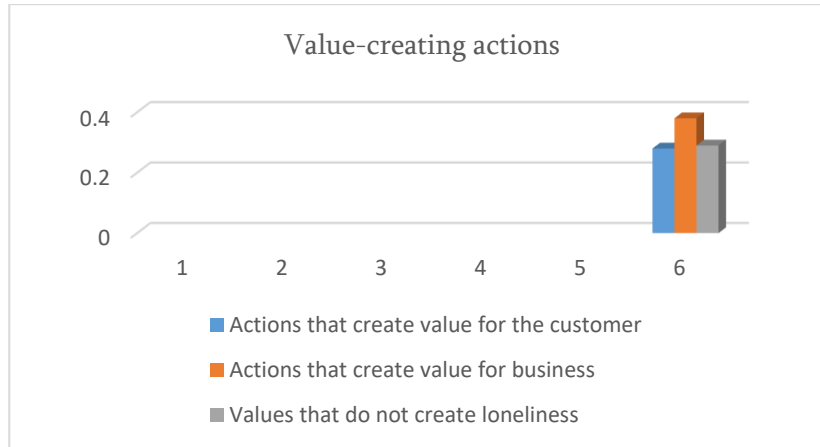 Value-creating actions
0.4
0.2
0
1 2 3 4 5 6
Actions that create value for the customer
Actions that create value for business
Values that do not create loneliness